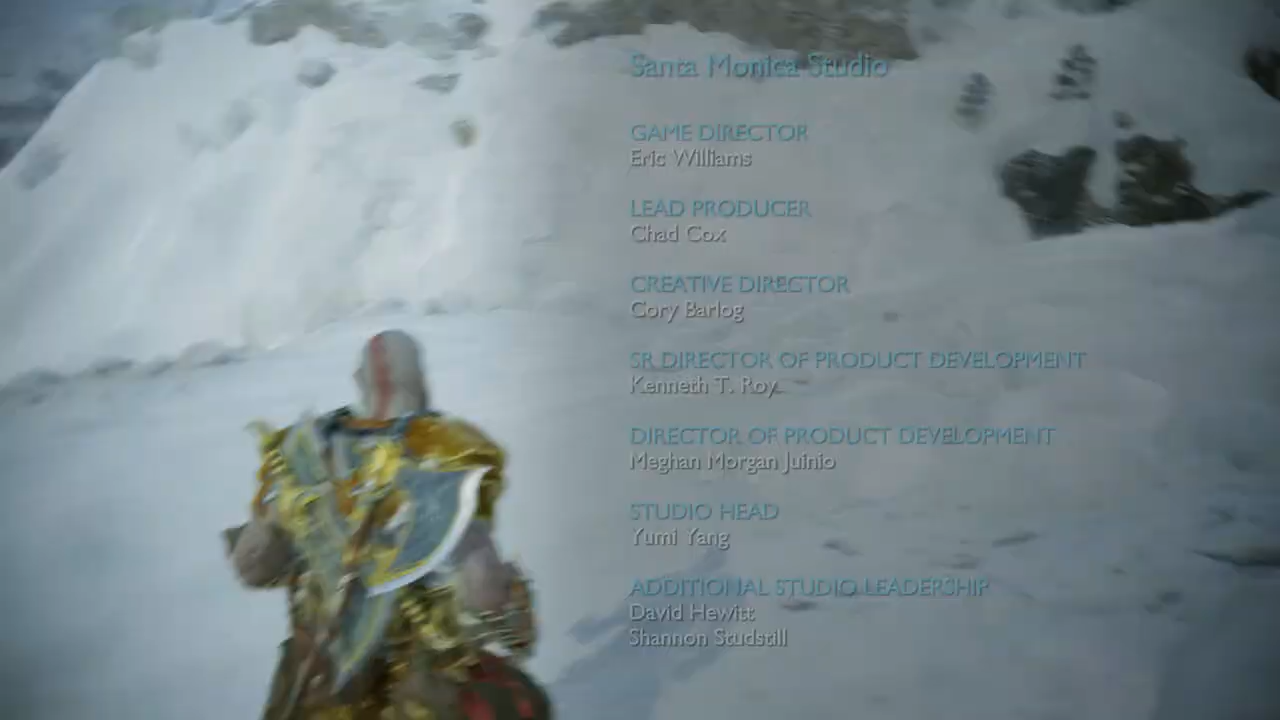 Santa Monica Studio
GAME DIRECTOR
Eric Williams
LEAD PRODUCER
Chad Cox
CREATIVE DIRECTOR
Cory Barlog
SR DIRECTOR OF PRODUCT DEVELOPMENT
Kenneth T. Roy
DIRECTOR OF PRODUCT DEVELOPMENT
Meghan Morgan Juinio
STUDIO HEAD
Yumi Yang
ADDITIONAL STUDIO LEADERSHIP
David Hewitt
Shannon Studstill